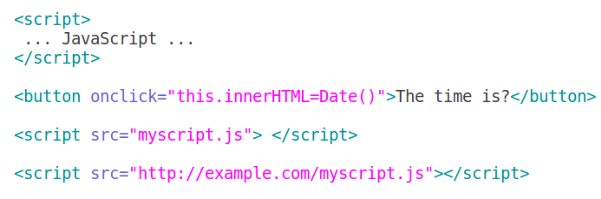 <script>
... JavaScript ...
</script>
<button onclick="this.innerHTML=Date()">The time is?</button>
<script src="myscript.js"> </script>
<script src="http://example.com/myscript.js"></script>